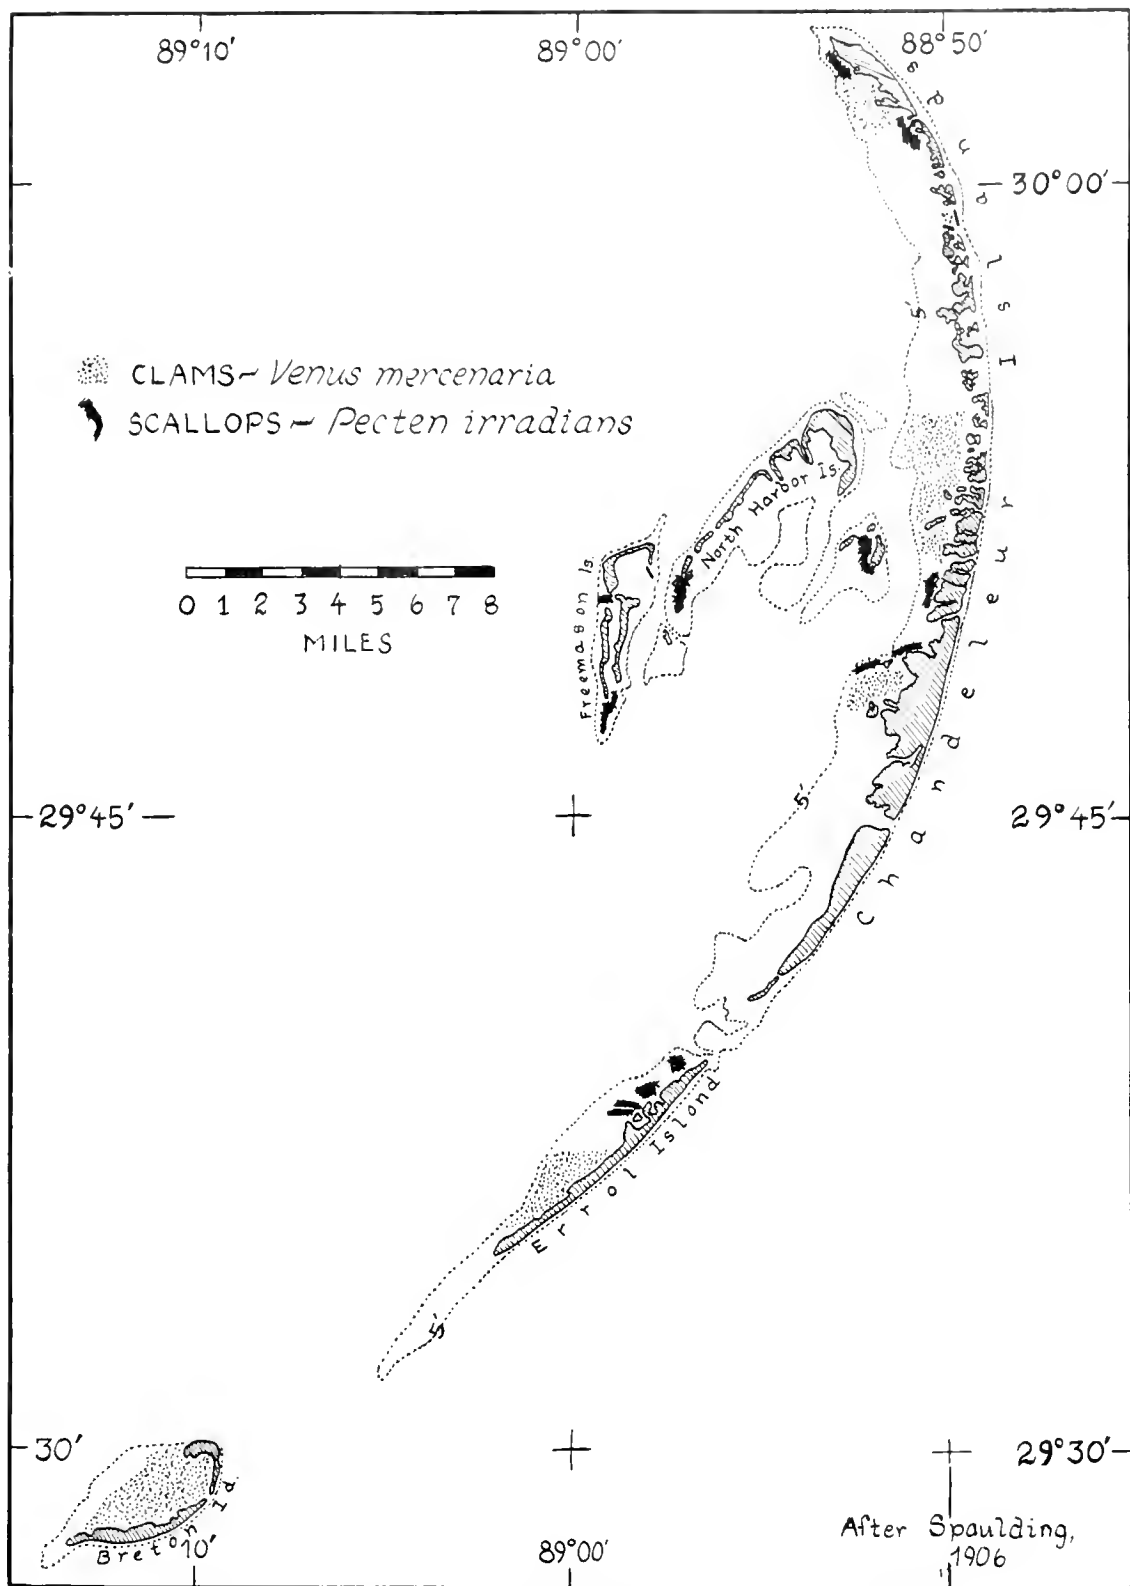 89°10' 89°00' 88°50'
30°00'
CLAMS~ Venus mercenaria
SCALLOPS~ Pecten irradians
0 1 2 3 4 5 6 7 8
MILES
Chandeleur Islands
5'
North Harbor Is.
Freemason Is.
5'
29°45' 29°45'
Errol Island
5'
30' 29°30'
Breton Id
10' 89°00'
After Spaulding,
1906